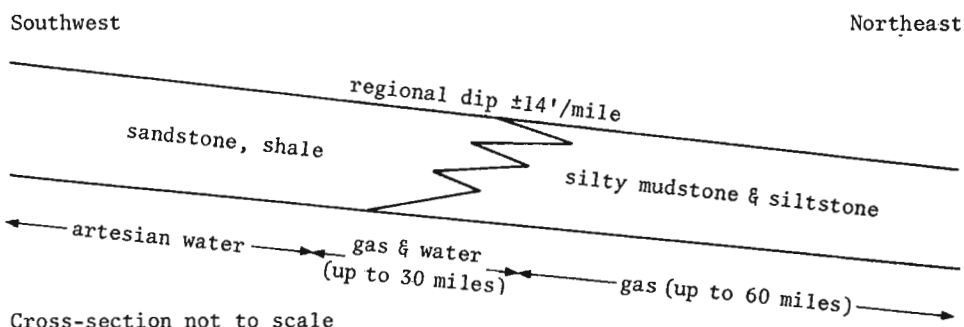 Southwest
Northeast
regional dip ±14'/mile
sandstone, shale
silty mudstone & siltstone
artesian water
gas & water
(up to 30 miles)
gas (up to 60 miles)
Cross-section not to scale